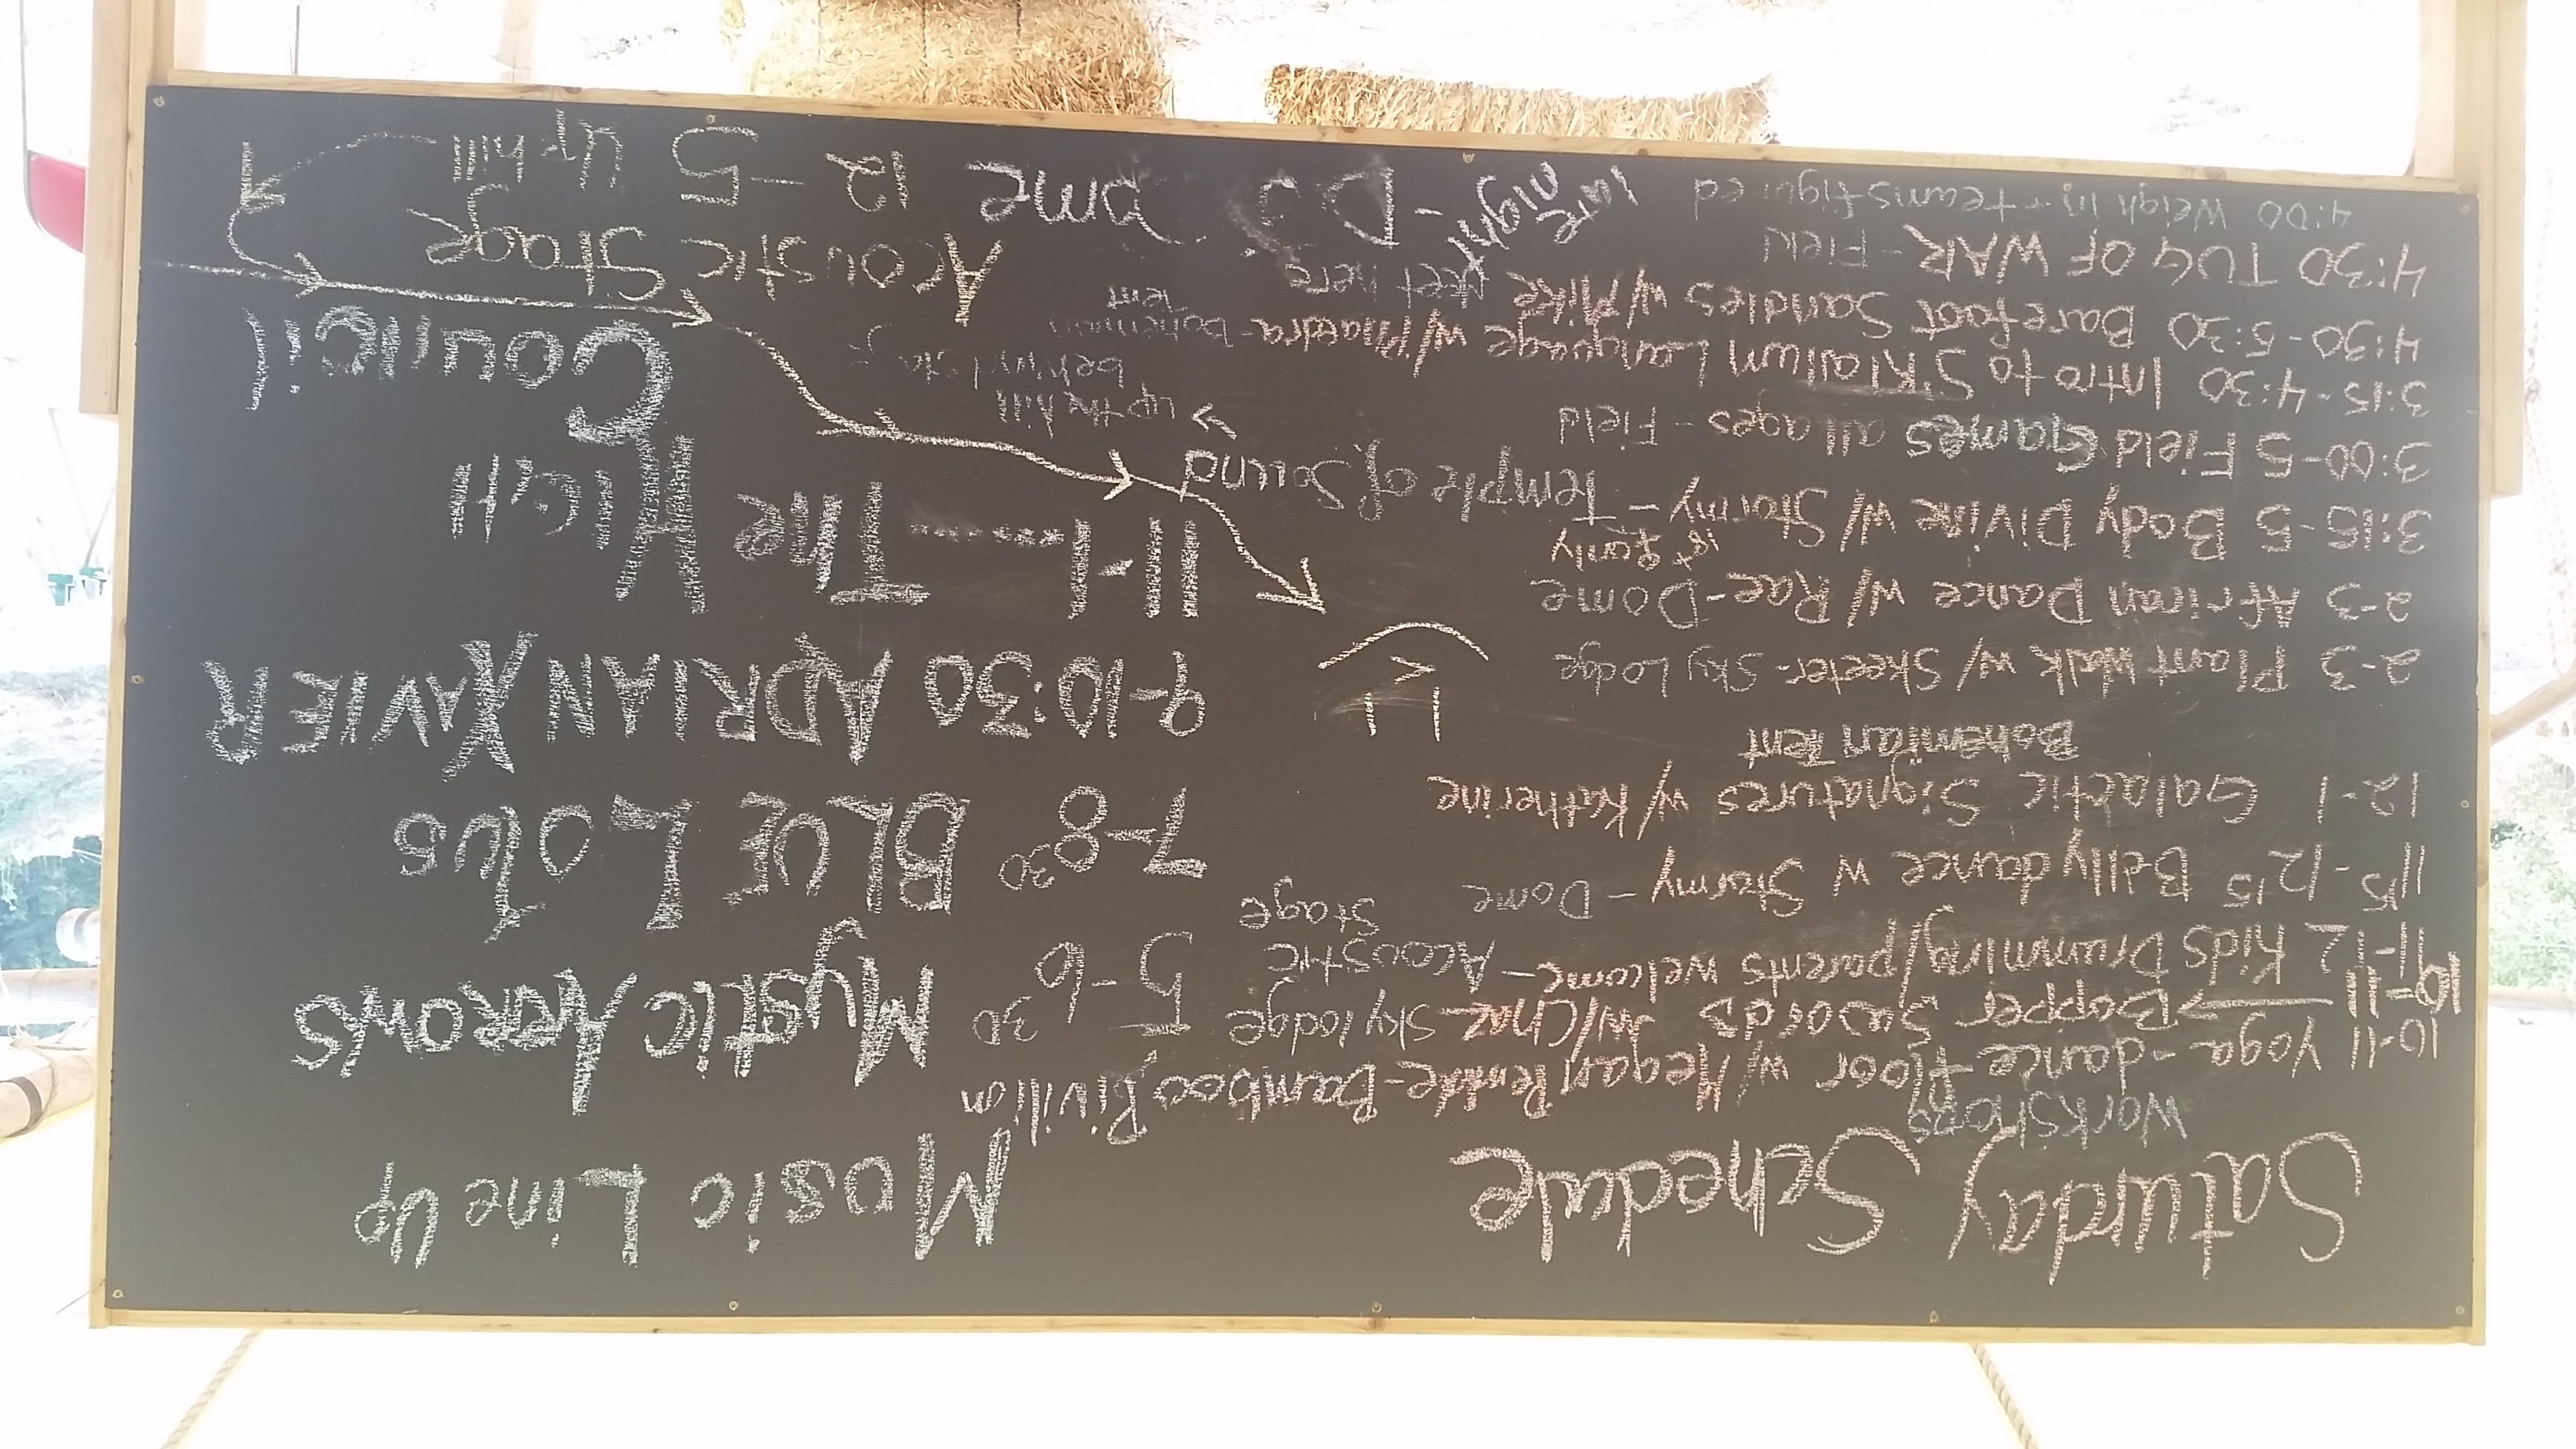 Saturday Schedule
Workshops
10-11 Yoga - dance floor w/ Megan - Bamboo Pivilion
10-11 → Bopper Swords w/Chaz Sky lodge
11-12 Kids Drumming/parents welcome - Acoustic
Stage
11 15 - 12 15 Belly dance w Stormy - Dome
12-1 Galactic Signatures w/ Katherine
Bohemian Tent
2-3 Plant Walk w/ Skeeter - Sky Lodge
2-3 African Dance w/ Rae - Dome
♀ only
3:15-5 Body Divine w/ Stormy - Temple of Sound
→ up the hill
behind stage
3:00-5 Field Games all ages - Field
3:15-4:30 Intro to Language w/ Phaedra - Bohemian
Tent
4:30-5:30 Barefoot Sandles w/ Mike Meet here
4:30 TUG OF WAR - Field
4:00 Weigh in + teams figured
late
night - DJ Dome
Music Line Up
5-6 30 Mystic Arrows
7-8 30 BLUE Lotus
9-10:30 ADRIAN XAVIER
11-1...... The HIGH
Council
Acoustic Stage
12-5 Up hill